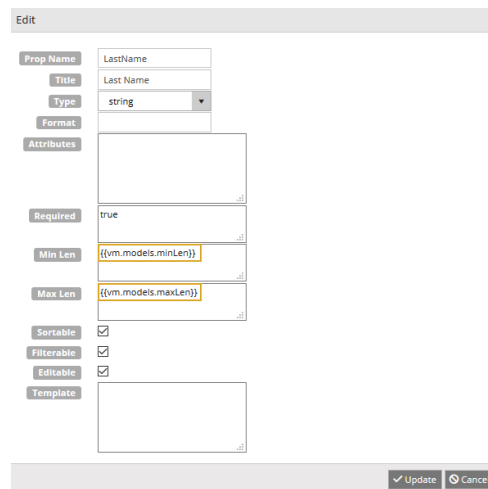 Edit
Prop Name LastName
Title Last Name
Type string
Format
Attributes
Required true
Min Len {{vm.models.minLen}}
Max Len {{vm.models.maxLen}}
Sortable
Filterable
Editable
Template
Update Cance